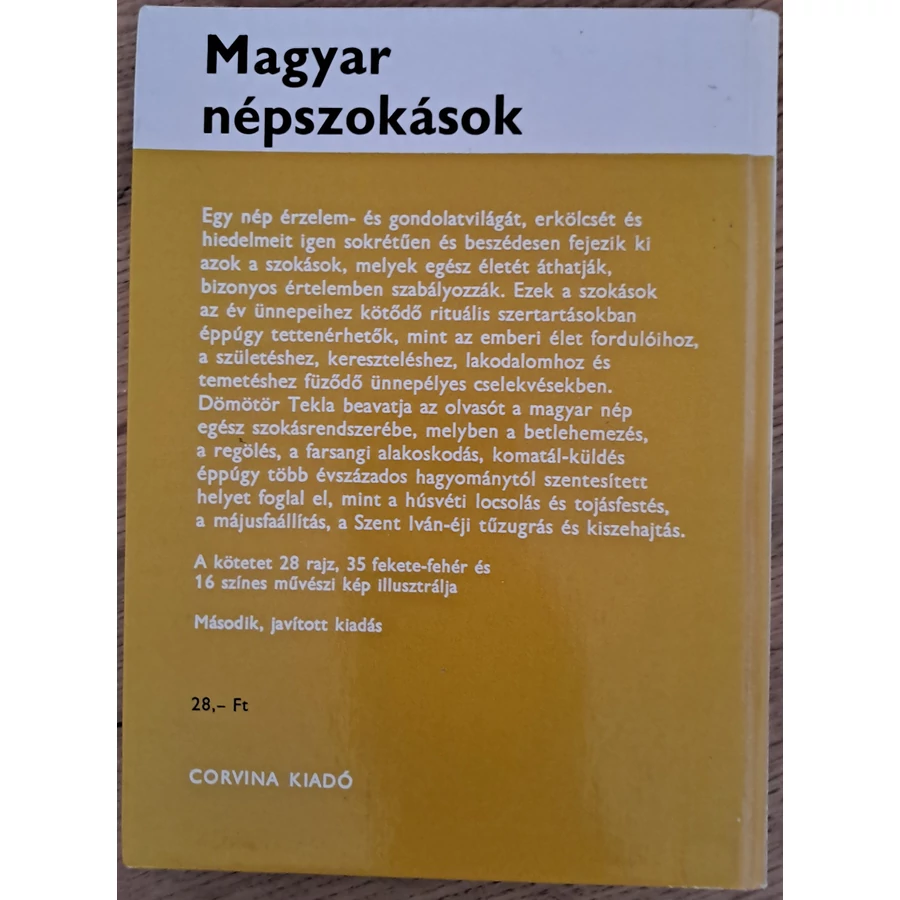 Magyar
népszokások
Egy nép érzelem- és gondolatvilágát, erkölcsét és
hiedelmeit igen sokrétűen és beszédesen fejezik ki
azok a szokások, melyek egész életét áthatják,
bizonyos értelemben szabályozzák. Ezek a szokások
az év ünnepeihez kötődő rituális szertartásokban
éppúgy tettenérhetők, mint az emberi élet fordulóihoz,
a születéshez, kereszteléshez, lakodalomhoz és
temetéshez fűződő ünnepélyes cselekvésekben.
Dömötör Tekla beavatja az olvasót a magyar nép
egész szokásrendszerébe, melyben a betlehemezés,
a regölés, a farsangi alakoskodás, komatál-küldés
éppúgy több évszázados hagyománytól szentesített
helyet foglal el, mint a húsvéti locsolás és tojásfestés,
a májusfaállítás, a Szent Iván-éji tűzugrás és kiszehajtás.
A kötetet 28 rajz, 35 fekete-fehér és
16 színes művészi kép illusztrálja
Második, javított kiadás
28,– Ft
CORVINA KIADÓ